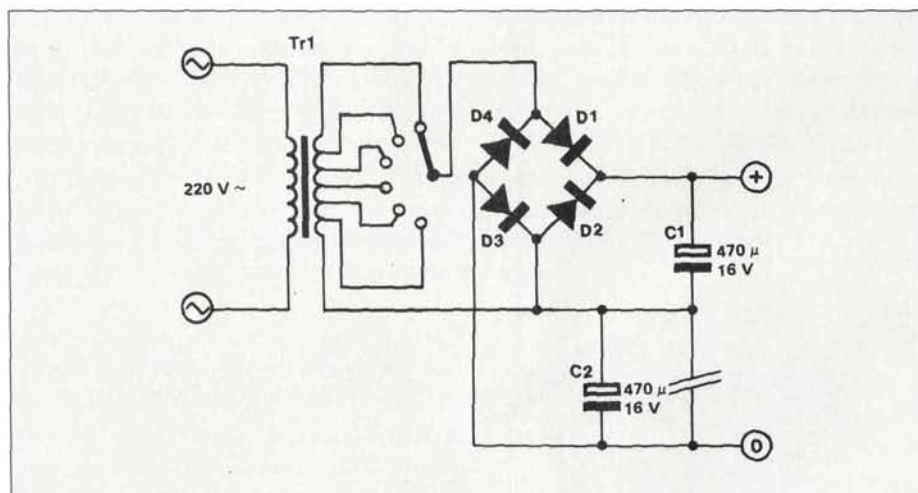 Tr1
D4
D1
220 V ~
D3
D2
+
C1
470 µ
16 V
C2
470 µ
16 V
0